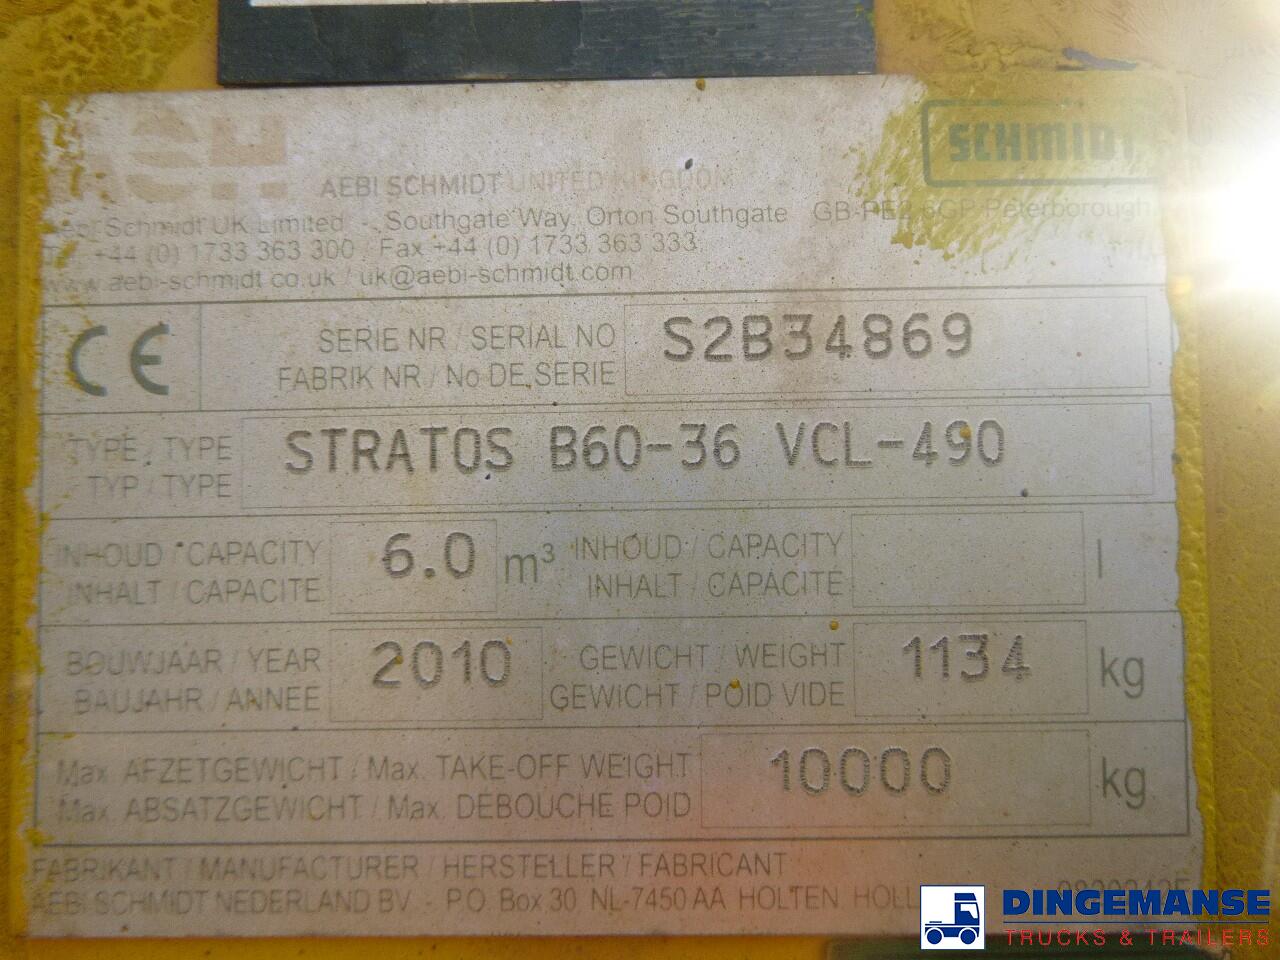 SCHMIDT
AEBI SCHMIDT UNITED KINGDOM
Aebi Schmidt UK Limited - Southgate Way, Orton Southgate GB-PE2 6GP Peterborough
+44 (0) 1733 363 300 / Fax +44 (0) 1733 363 333
www.aebi-schmidt.co.uk / uk@aebi-schmidt.com
CE
SERIE NR / SERIAL NO
FABRIK NR / No DE SERIE
S2B34869
TYPE / TYPE
TYP / TYPE
STRATOS B60-36 VCL-490
INHOUD / CAPACITY
INHALT / CAPACITE
6.0 m³
INHOUD / CAPACITY
INHALT / CAPACITE
l
BOUWJAAR / YEAR
BAUJAHR / ANNEE
2010
GEWICHT / WEIGHT
GEWICHT / POID VIDE
1134 kg
Max. AFZETGEWICHT / Max. TAKE-OFF WEIGHT
Max. ABSATZGEWICHT / Max. DEBOUCHE POID
10000 kg
FABRIKANT / MANUFACTURER / HERSTELLER / FABRICANT
AEBI SCHMIDT NEDERLAND BV - P.O. Box 30 NL-7450 AA HOLTEN HOLL
DINGEMANSE
TRUCKS & TRAILERS